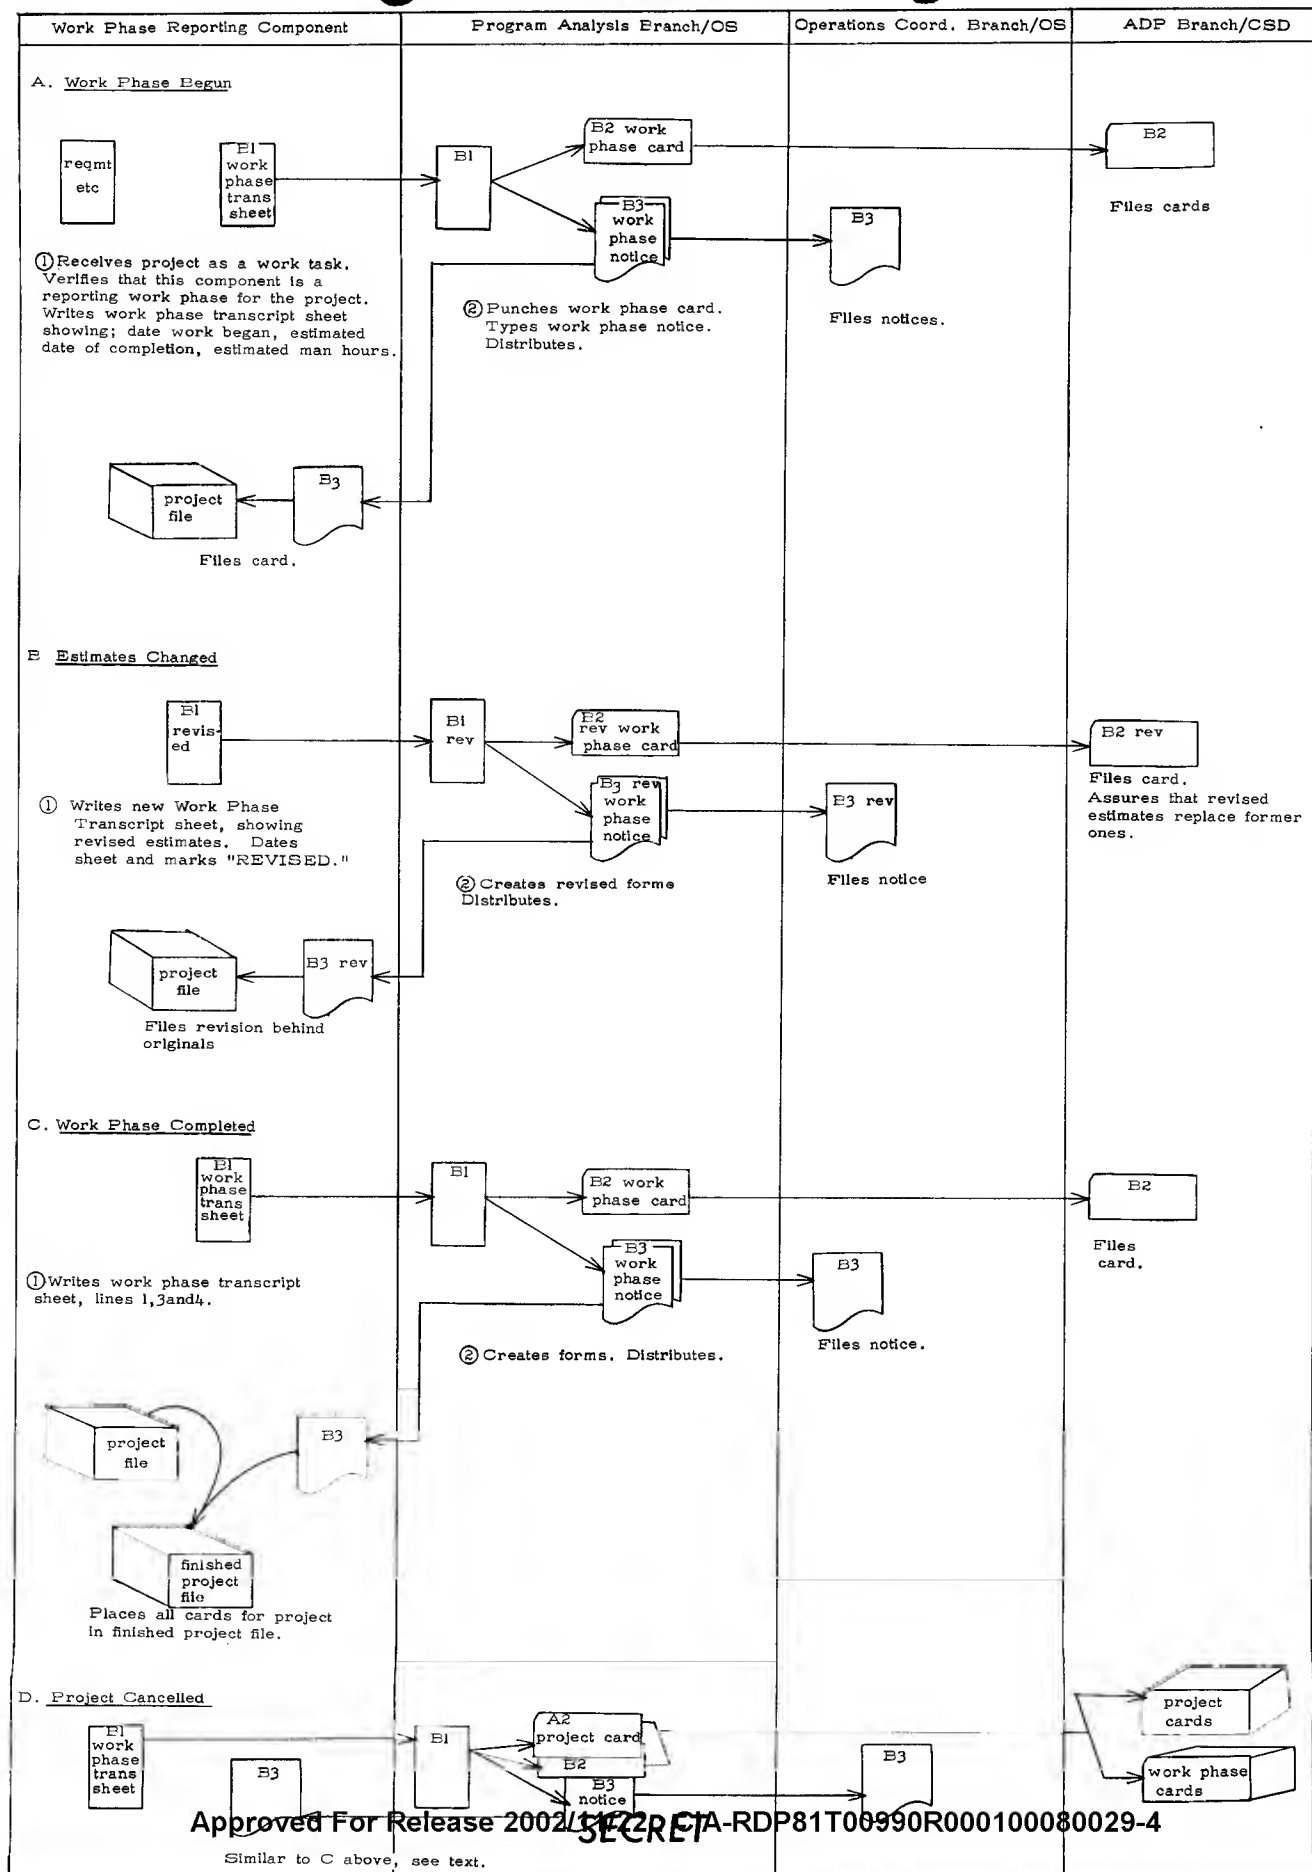 Work Phase Reporting Component
Program Analysis Branch/OS
Operations Coord. Branch/OS
ADP Branch/CSD
A. Work Phase Begun
reqmt
etc
B1
work
phase
trans
sheet
B1
B2 work
phase card
B3
work
phase
notice
B3
B2
Files cards
① Receives project as a work task.
Verifies that this component is a
reporting work phase for the project.
Writes work phase transcript sheet
showing; date work began, estimated
date of completion, estimated man hours.
② Punches work phase card.
Types work phase notice.
Distributes.
Files notices.
project
file
B3
Files card.
B Estimates Changed
B1
revis-
ed
B1
rev
B2
rev work
phase card
B3 rev
work
phase
notice
B3 rev
B2 rev
Files card.
Assures that revised
estimates replace former
ones.
① Writes new Work Phase
Transcript sheet, showing
revised estimates. Dates
sheet and marks "REVISED."
② Creates revised forms
Distributes.
Files notice
project
file
B3 rev
Files revision behind
originals
C. Work Phase Completed
B1
work
phase
trans
sheet
B1
B2 work
phase card
B3
work
phase
notice
B3
B2
Files
card.
① Writes work phase transcript
sheet, lines 1,3and4.
② Creates forms. Distributes.
Files notice.
project
file
B3
finished
project
file
Places all cards for project
in finished project file.
D. Project Cancelled
B1
work
phase
trans
sheet
B3
B1
A2
project card
B2
B3
notice
B3
project
cards
work phase
cards
Approved For Release 2002/11/22 : CIA-RDP81T00990R000100080029-4
SECRET
Similar to C above, see text.